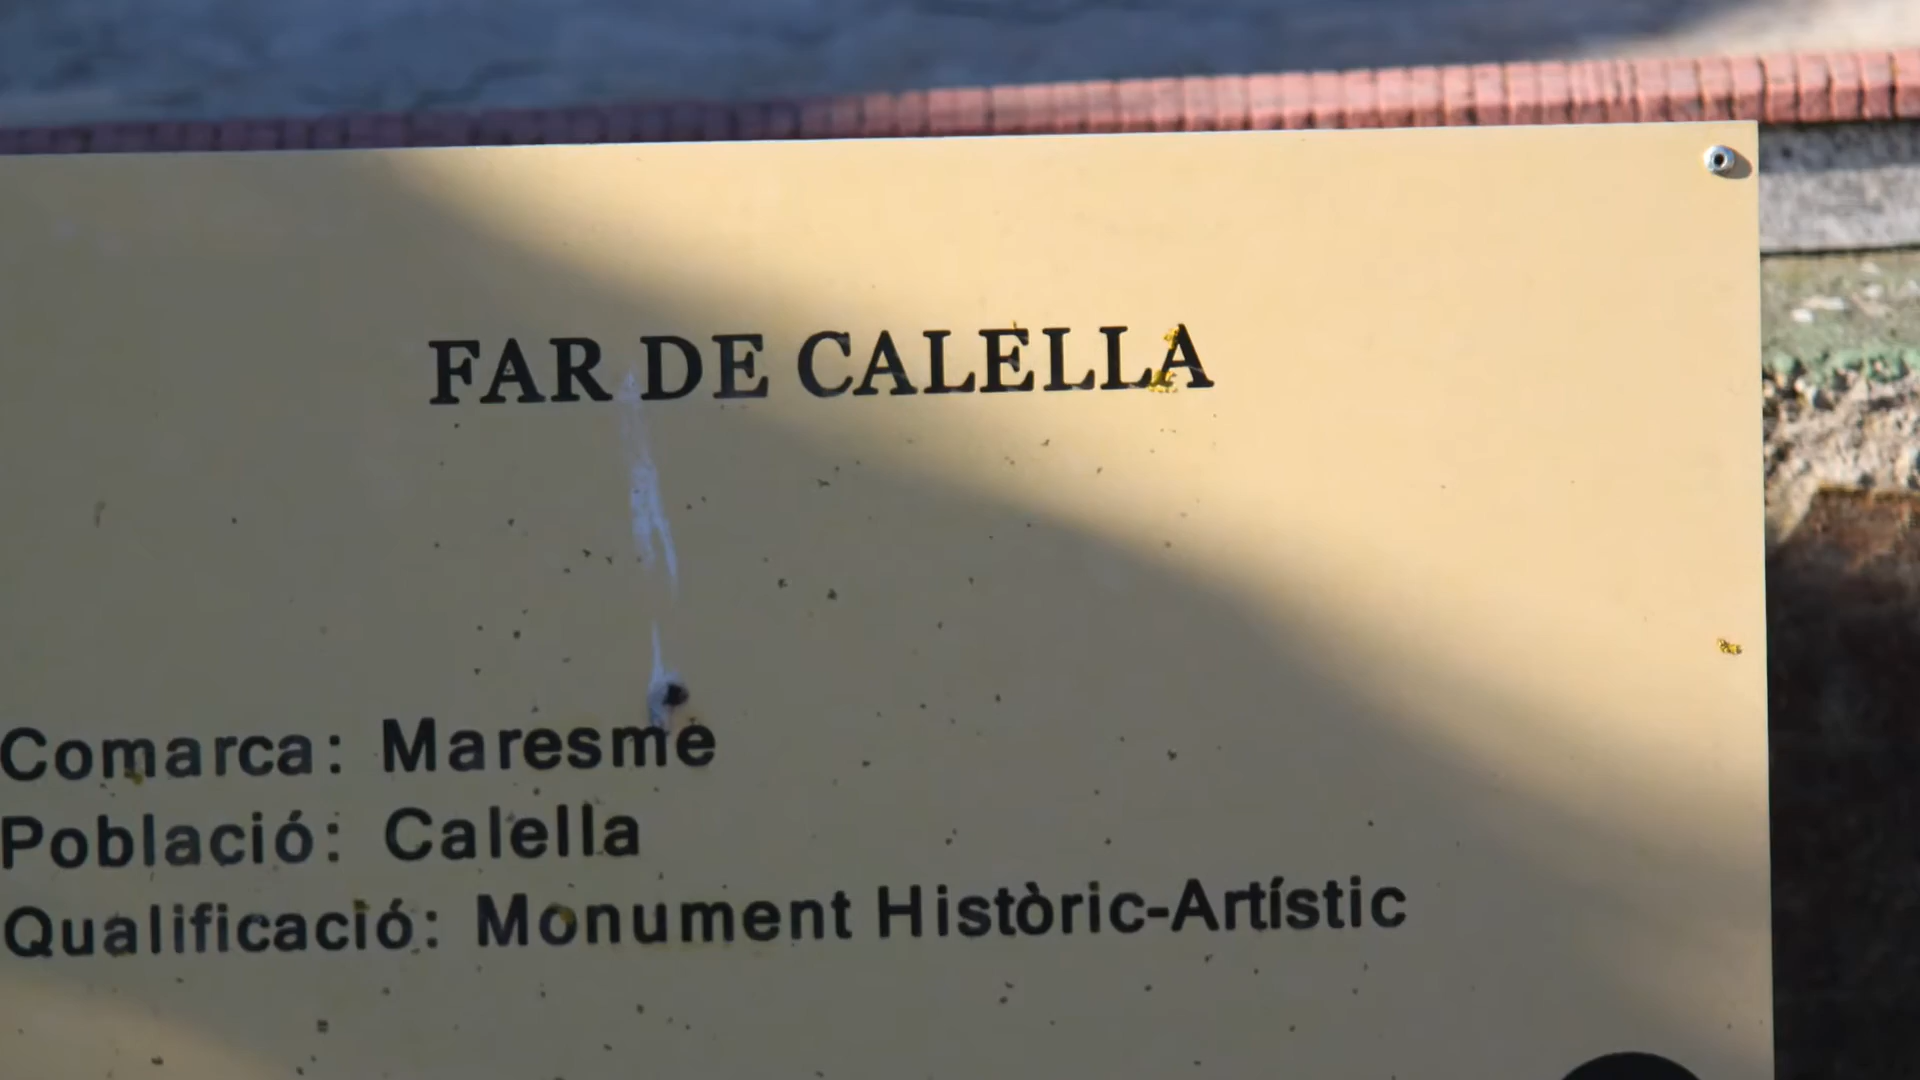 FAR DE CALELLA
Comarca: Maresme
Població: Calella
Qualificació: Monument Històric-Artístic